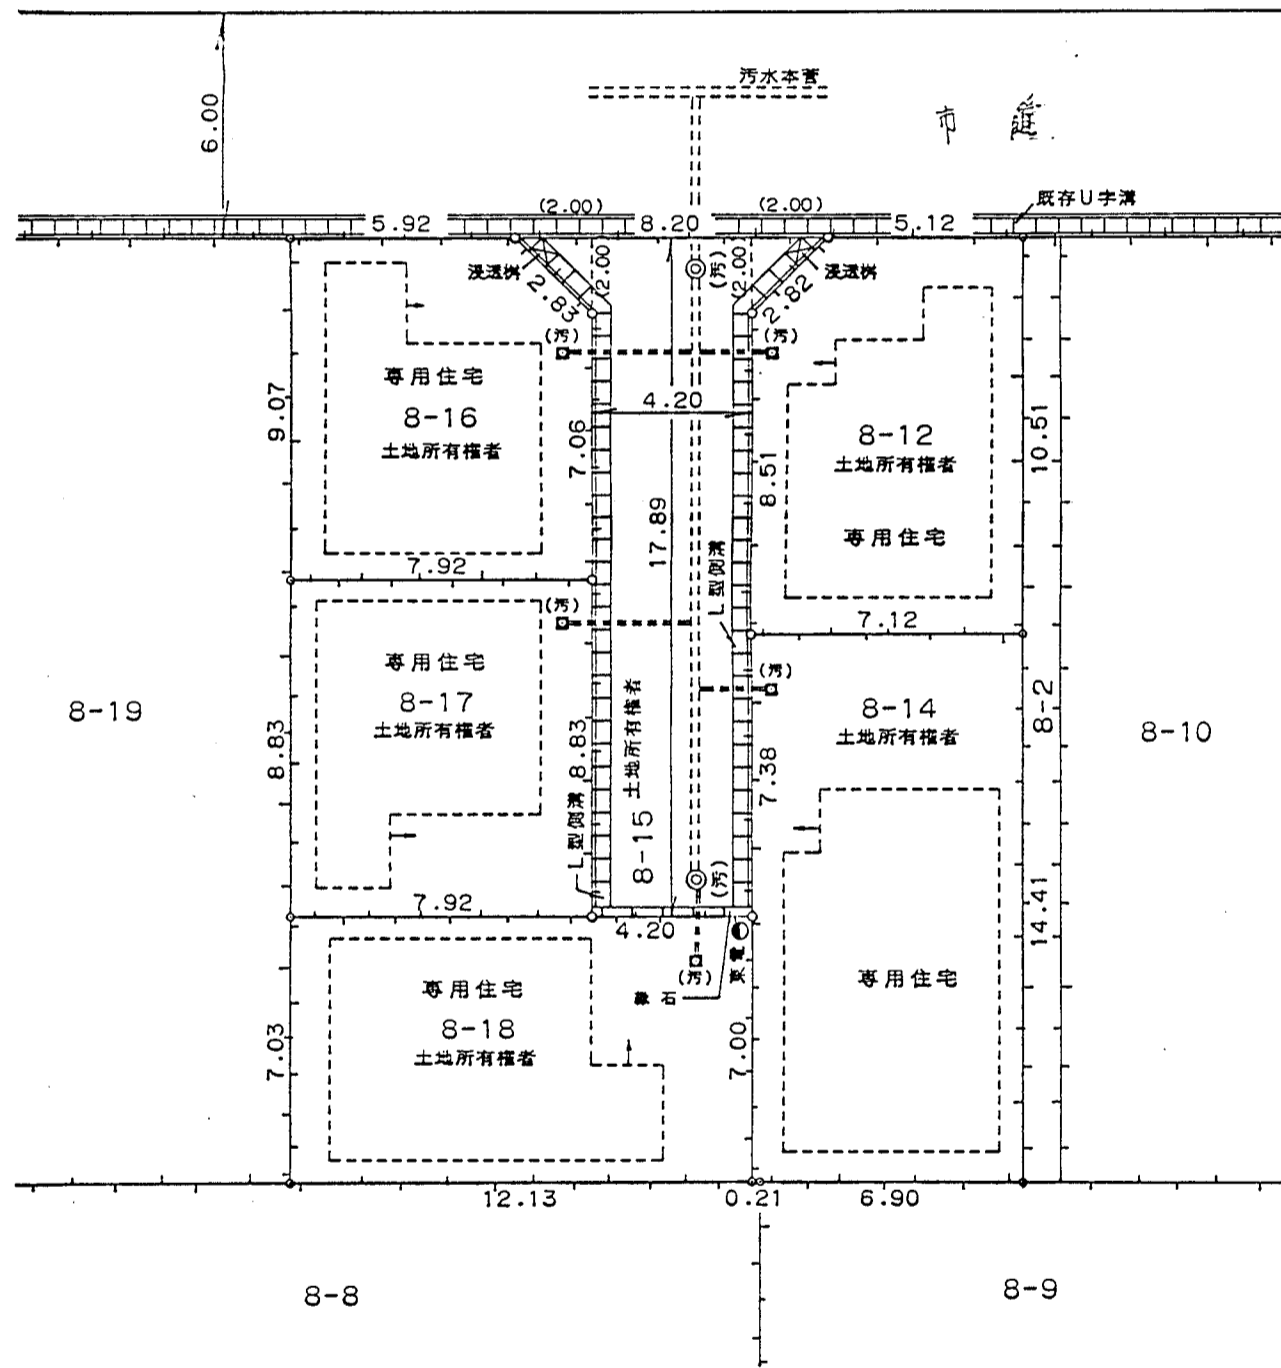 汚水本菅
6.00
市道
既存U字溝
(2.00)
(2.00)
5.92
8.20
5.12
浸透桝
(2.00)
(汚)
(2.00)
浸透桝
2.83
2.82
(汚)
(汚)
専用住宅
8-16
土地所有権者
9.07
7.06
4.20
8.51
8-12
土地所有権者
専用住宅
10.51
17.89
L型側溝
7.92
7.12
(汚)
(汚)
専用住宅
8-17
土地所有権者
8.83
8.83
土地所有権者
8-15
L型側溝
7.38
8-14
土地所有権者
8-2
8-19
8-10
(汚)
7.92
4.20
14.41
東電
(汚)
縁石
専用住宅
8-18
土地所有権者
7.03
7.00
専用住宅
12.13
0.21
6.90
8-8
8-9